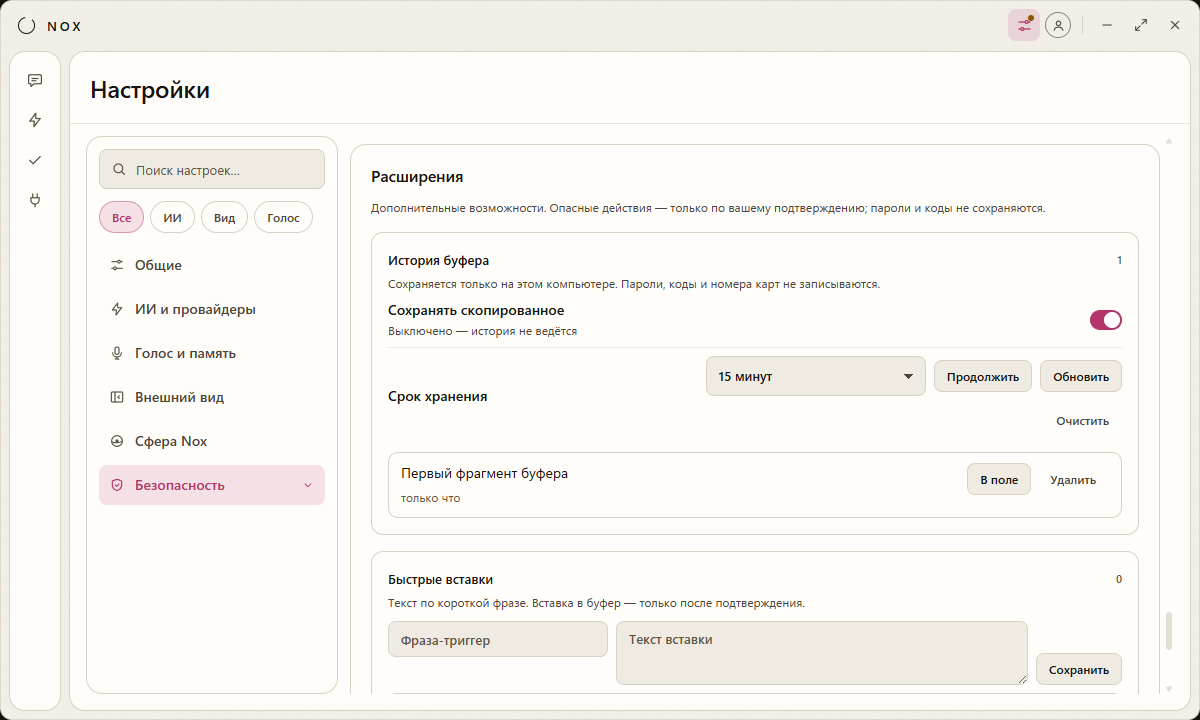 NOX
Настройки
Поиск настроек...
Все
ИИ
Вид
Голос
Общие
ИИ и провайдеры
Голос и память
Внешний вид
Сфера Nox
Безопасность
Расширения
Дополнительные возможности. Опасные действия — только по вашему подтверждению; пароли и коды не сохраняются.
История буфера
1
Сохраняется только на этом компьютере. Пароли, коды и номера карт не записываются.
Сохранять скопированное
Выключено — история не ведётся
Срок хранения
15 минут
Продолжить
Обновить
Очистить
Первый фрагмент буфера
только что
В поле
Удалить
Быстрые вставки
0
Текст по короткой фразе. Вставка в буфер — только после подтверждения.
Фраза-триггер
Текст вставки
Сохранить